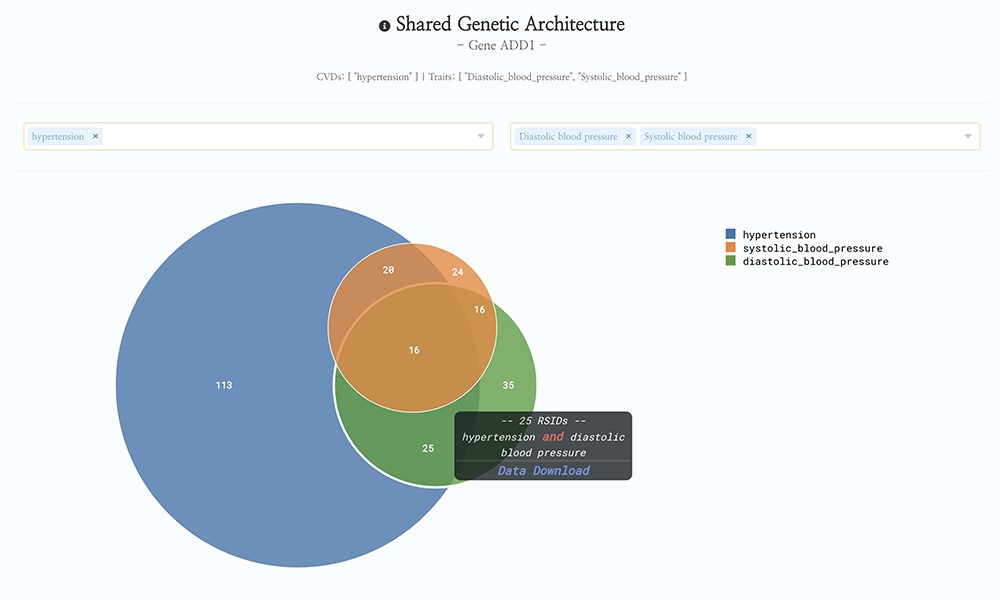 Shared Genetic Architecture
~ Gene ADD1 ~
CVDs: [ "hypertension" ] | Traits: [ "Diastolic_blood_pressure", "Systolic_blood_pressure" ]
hypertension ×
Diastolic blood pressure × Systolic blood pressure ×
hypertension
systolic_blood_pressure
diastolic_blood_pressure
20
24
16
16
113
35
25
-- 25 RSIDs --
hypertension and diastolic
blood pressure
Data Download